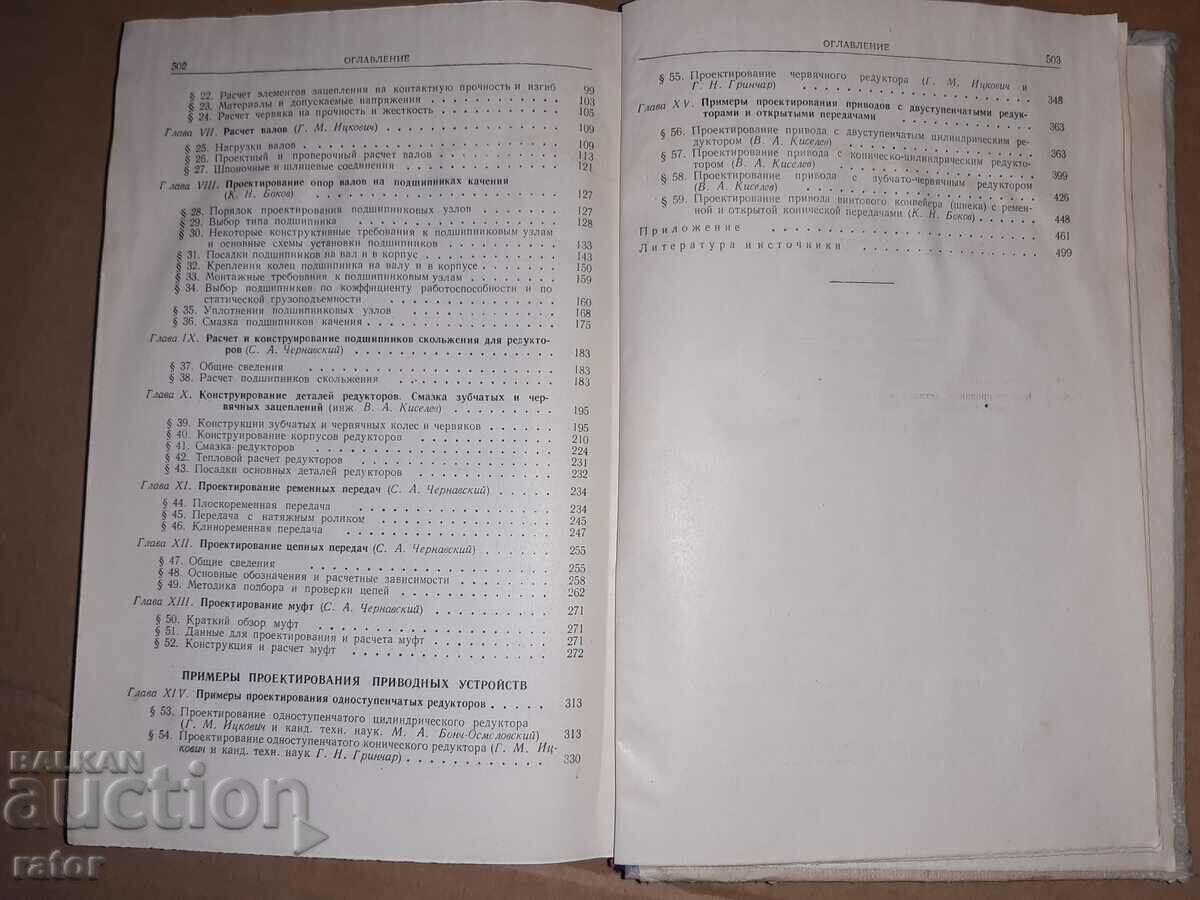 502 ОГЛАВЛЕНИЕ
§ 22. Расчет элементов зацепления на контактную прочность и изгиб 99
§ 23. Материалы и допускаемые напряжения 103
§ 24. Расчет червяка на прочность и жесткость 105
Глава VII. Расчет валов (Г. М. Ицкович) 109
§ 25. Нагрузки валов 109
§ 26. Проектный и проверочный расчет валов 113
§ 27. Шпоночные и шлицевые соединения 121
Глава VIII. Проектирование опор валов на подшипниках качения
(К. Н. Боков) 127
§ 28. Порядок проектирования подшипниковых узлов 127
§ 29. Выбор типа подшипника 128
§ 30. Некоторые конструктивные требования к подшипниковым узлам
и основные схемы установки подшипников 133
§ 31. Посадки подшипников на вал и в корпус 143
§ 32. Крепления колец подшипника на валу и в корпусе 150
§ 33. Монтажные требования к подшипниковым узлам 159
§ 34. Выбор подшипников по коэффициенту работоспособности и по
статической грузоподъемности 160
§ 35. Уплотнения подшипниковых узлов 168
§ 36. Смазка подшипников качения 175
Глава IX. Расчет и конструирование подшипников скольжения для редукто-
ров (С. А. Чернавский) 183
§ 37. Общие сведения 183
§ 38. Расчет подшипников скольжения 183
Глава X. Конструирование деталей редукторов. Смазка зубчатых и чер-
вячных зацеплений (инж. В. А. Киселев) 195
§ 39. Конструкции зубчатых и червячных колес и червяков 195
§ 40. Конструирование корпусов редукторов 210
§ 41. Смазка редукторов 224
§ 42. Тепловой расчет редукторов 231
§ 43. Посадки основных деталей редукторов 232
Глава XI. Проектирование ременных передач (С. А. Чернавский) 234
§ 44. Плоскоременная передача 234
§ 45. Передача с натяжным роликом 245
§ 46. Клиноременная передача 247
Глава XII. Проектирование цепных передач (С. А. Чернавский) 255
§ 47. Общие сведения 255
§ 48. Основные обозначения и расчетные зависимости 258
§ 49. Методика подбора и проверки цепей 262
Глава XIII. Проектирование муфт (С. А. Чернавский) 271
§ 50. Краткий обзор муфт 271
§ 51. Данные для проектирования и расчета муфт 271
§ 52. Конструкция и расчет муфт 272
ПРИМЕРЫ ПРОЕКТИРОВАНИЯ ПРИВОДНЫХ УСТРОЙСТВ
Глава XIV. Примеры проектирования одноступенчатых редукторов 313
§ 53. Проектирование одноступенчатого цилиндрического редуктора
(Г. М. Ицкович и канд. техн. наук. М. А. Бонч-Осмоловский) 313
§ 54. Проектирование одноступенчатого конического редуктора (Г. М. Иц-
кович и канд. техн. наук Г. Н. Гринчар) 330
ОГЛАВЛЕНИЕ 503
§ 55. Проектирование червячного редуктора (Г. М. Ицкович и
Г. Н. Гринчар) 348
Глава XV. Примеры проектирования приводов с двуступенчатыми редук-
торами и открытыми передачами 363
§ 56. Проектирование привода с двуступенчатым цилиндрическим ре-
дуктором (В. А. Киселев) 363
§ 57. Проектирование привода с коническо-цилиндрическим редукто-
ром (В. А. Киселев) 399
§ 58. Проектирование привода с зубчато-червячным редуктором
(В. А. Киселев) 426
§ 59. Проектирование привода винтового конвейера (шнека) с ремен-
ной и открытой конической передачами (К. Н. Боков) 448
Приложение 461
Литература и источники 499
BALKAN
auction
rafor